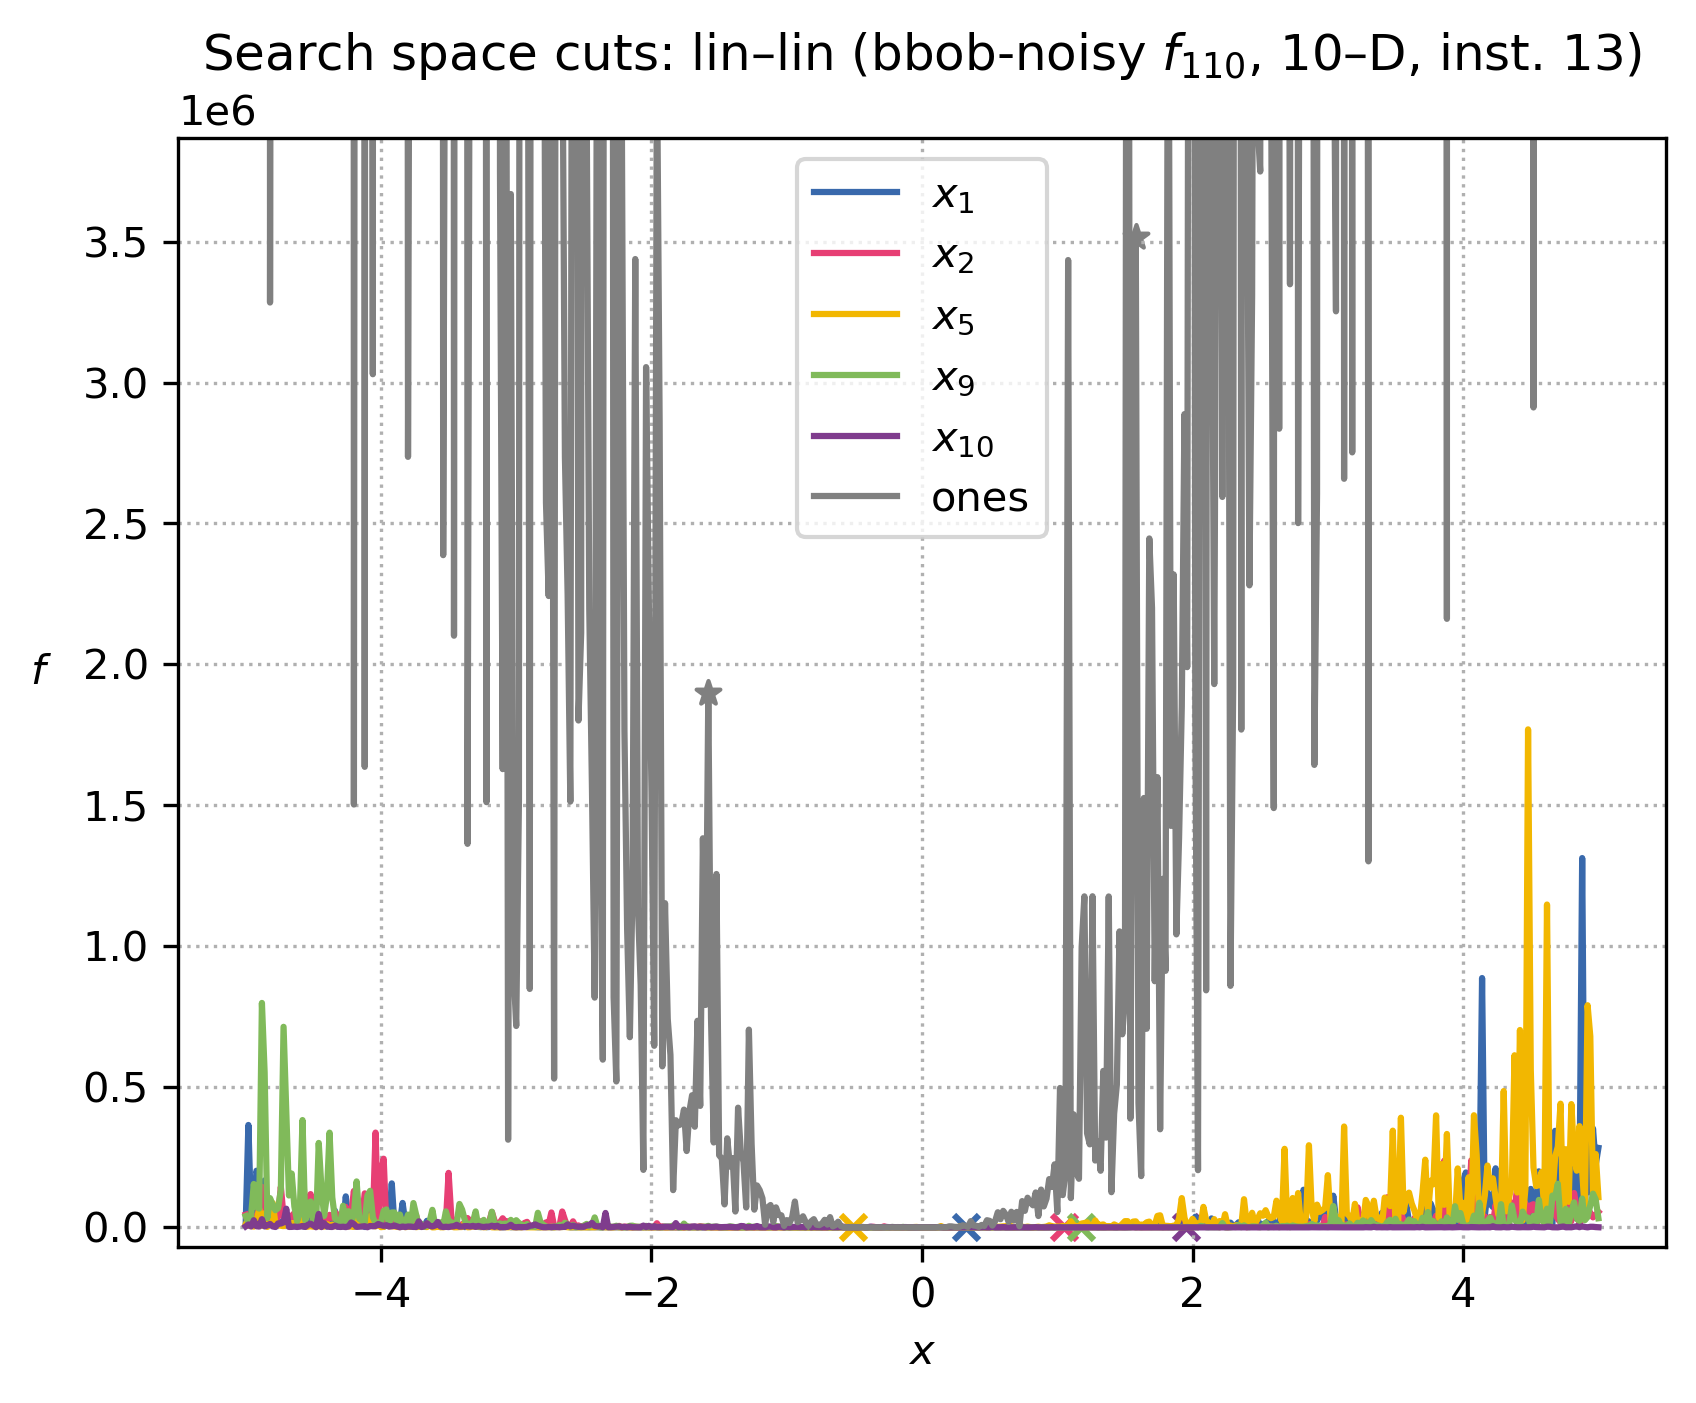 Search space cuts: lin–lin (bbob-noisy f₁₁₀, 10–D, inst. 13)
1e6
3.5
3.0
2.5
2.0
1.5
1.0
0.5
0.0
f
x₁
x₂
x₅
x₉
x₁₀
ones
−4 −2 0 2 4
x